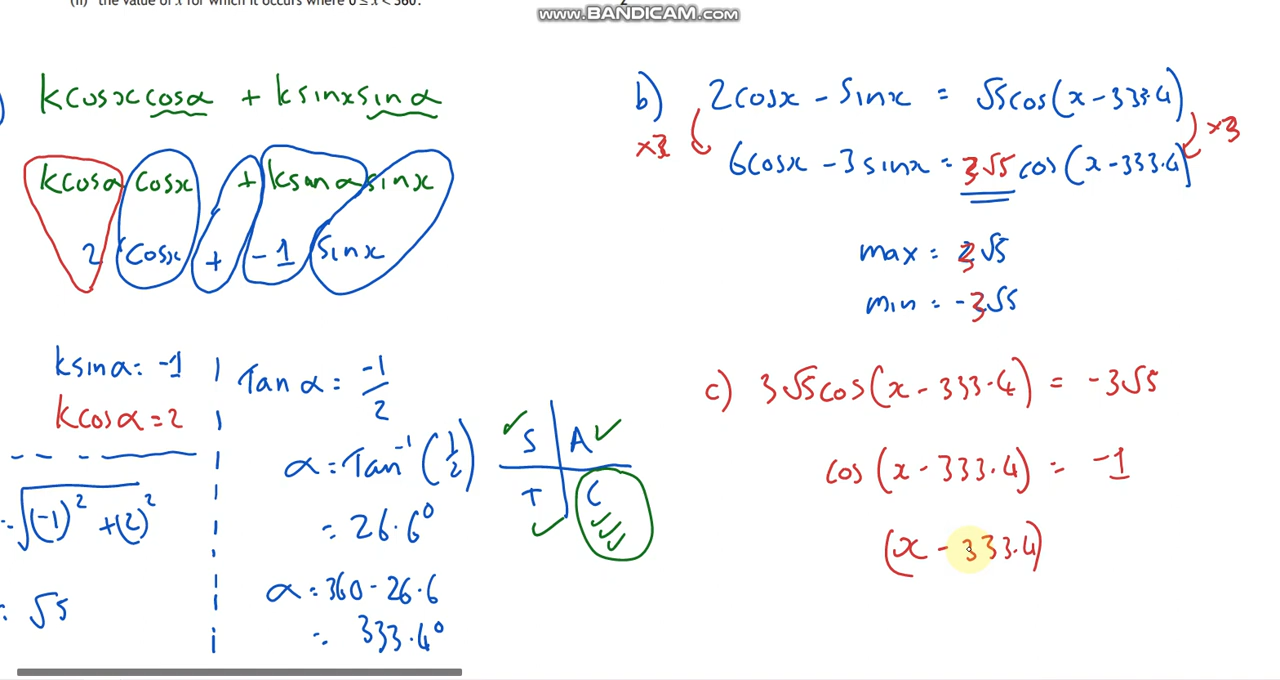 (ii) the value of x for which it occurs where 0 ≤ x < 360.
www.BANDICAM.com
)
kcosxcosα + ksinxsinα
kcosα cosx + ksinα sinx
2 cosx + -1 sinx
ksinα = -1
kcosα = 2
= √(-1)² + (2)²
= √5
Tan α = -1/2
α = Tan⁻¹(1/2)
= 26.6°
α = 360 - 26.6
= 333.4°
S A
T C
b) 2cosx - sinx = √5cos(x - 333.4)
×3 ×3
6cosx - 3sinx = 3√5 cos(x - 333.4)
max = 3√5
min = -3√5
c) 3√5cos(x - 333.4) = -3√5
cos(x - 333.4) = -1
(x - 333.4)